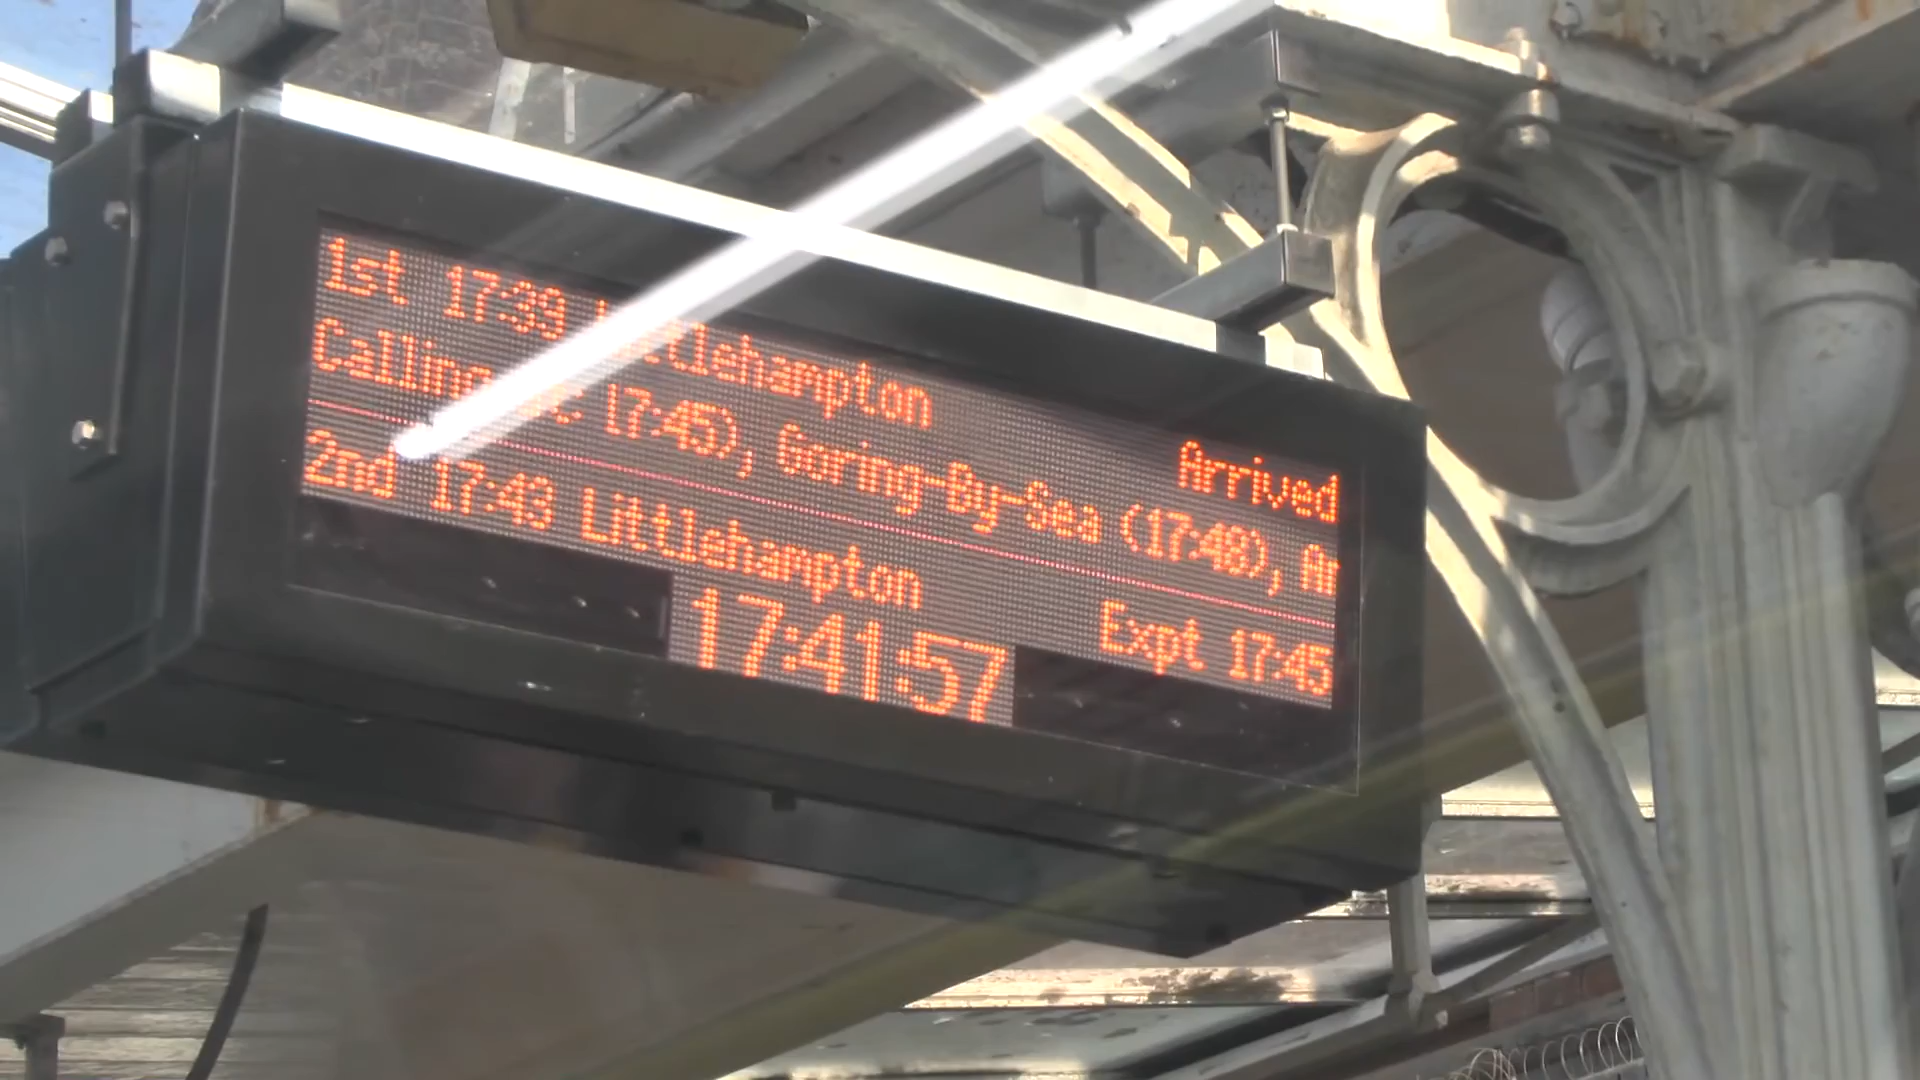 1st 17:39 Littlehampton Arrived
Calling 17:45), Goring-By-Sea (17:48), Ar
2nd 17:43 Littlehampton Expt 17:45
17:41:57